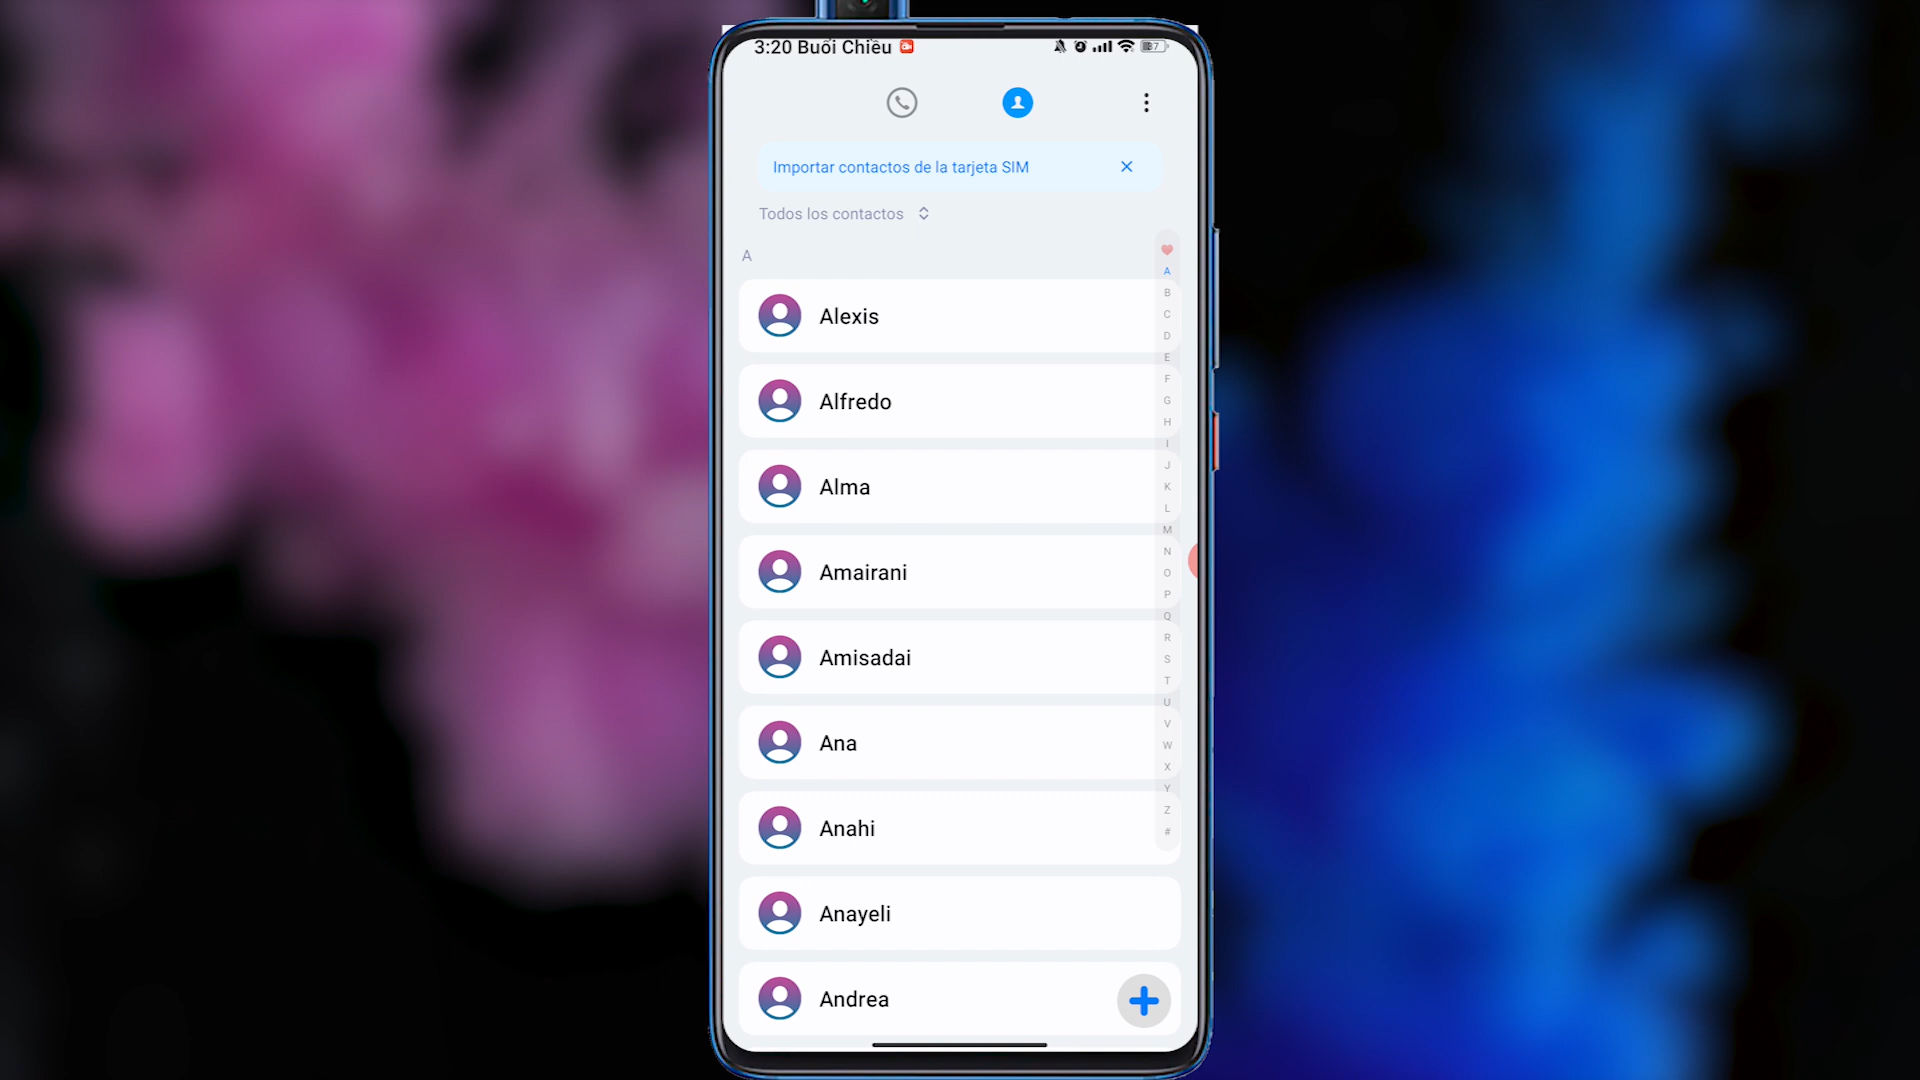 3:20 Buổi Chiều
37
Importar contactos de la tarjeta SIM
Todos los contactos
A
Alexis
Alfredo
Alma
Amairani
Amisadai
Ana
Anahi
Anayeli
Andrea
A
B
C
D
E
F
G
H
I
J
K
L
M
N
O
P
Q
R
S
T
U
V
W
X
Y
Z
#